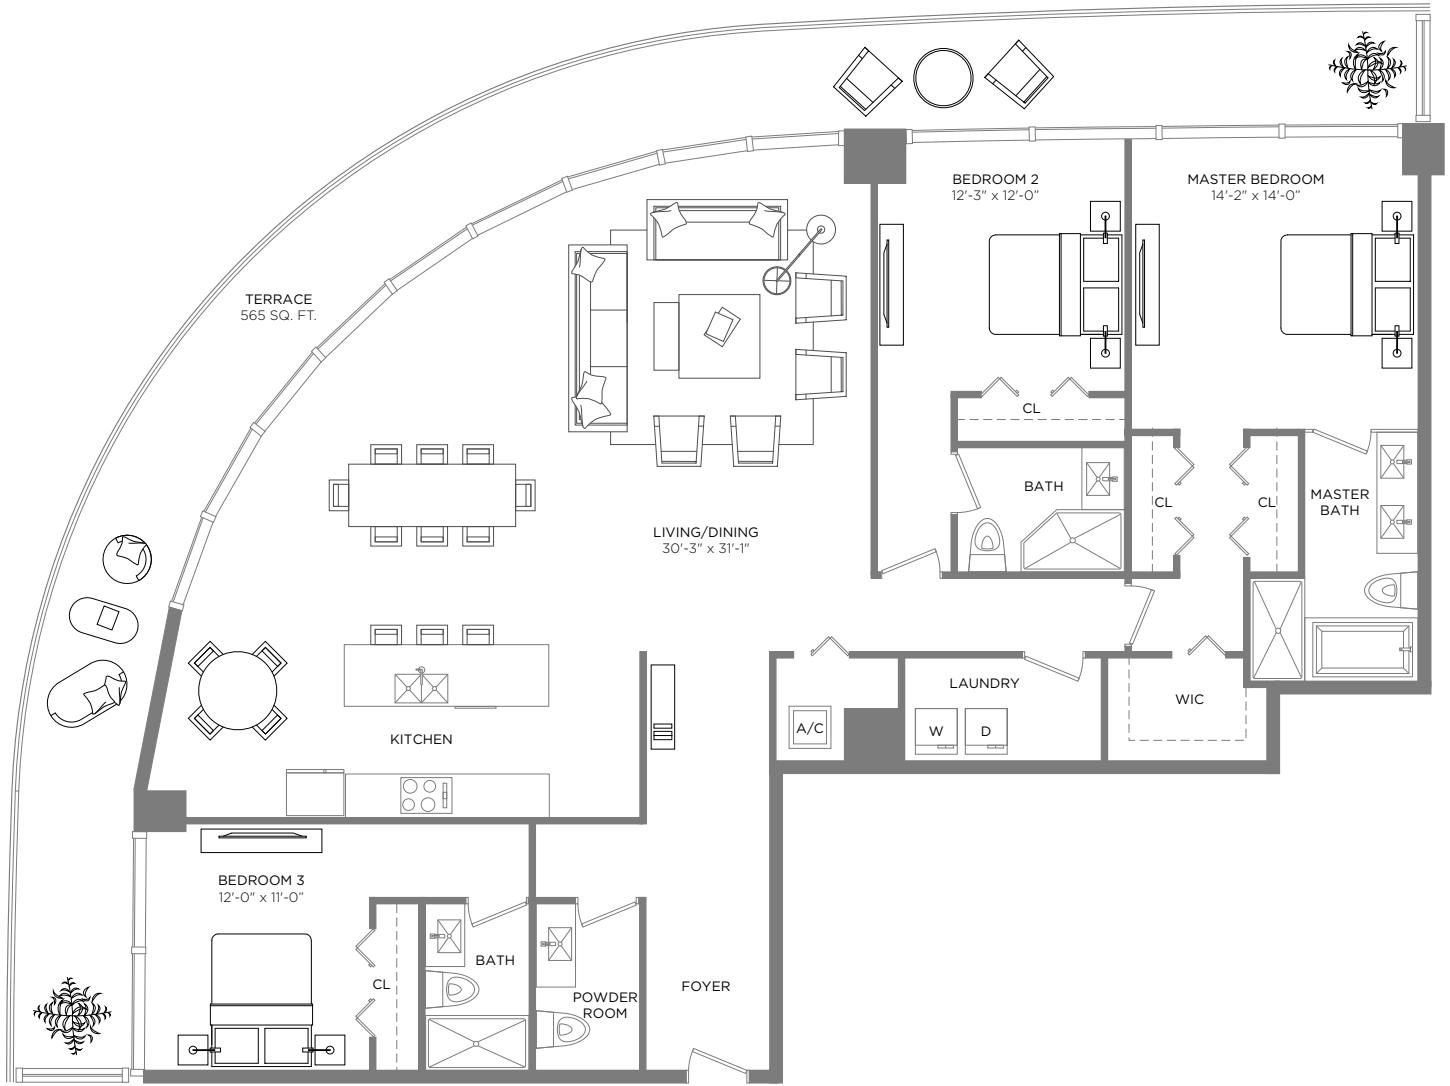 BEDROOM 2
12'-3" x 12'-0"
MASTER BEDROOM
14'-2" x 14'-0"
TERRACE
565 SQ. FT.
CL
BATH
CL
CL
MASTER
BATH
LIVING/DINING
30'-3" x 31'-1"
LAUNDRY
WIC
A/C
W
D
KITCHEN
BEDROOM 3
12'-0" x 11'-0"
CL
BATH
POWDER
ROOM
FOYER